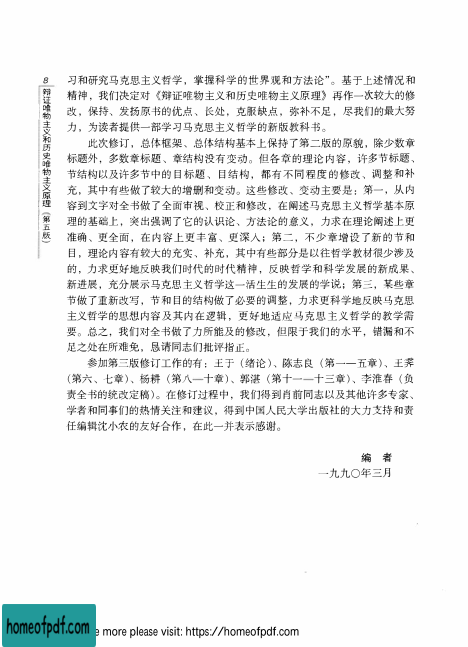 8
辩证唯物主义和历史唯物主义原理(第五版)
习和研究马克思主义哲学,掌握科学的世界观和方法论”。基于上述情况和
精神,我们决定对《辩证唯物主义和历史唯物主义原理》再作一次较大的修
改,保持、发扬原书的优点、长处,克服缺点,弥补不足,尽我们的最大努
力,为读者提供一部学习马克思主义哲学的新版教科书。
此次修订,总体框架、总体结构基本上保持了第二版的原貌,除少数章
标题外,多数章标题、章结构没有变动。但各章的理论内容,许多节标题、
节结构以及许多节中的目标题、目结构,都有不同程度的修改、调整和补
充,其中有些做了较大的增删和变动。这些修改、变动主要是:第一,从内
容到文字对全书做了全面审视、校正和修改,在阐述马克思主义哲学基本原
理的基础上,突出强调了它的认识论、方法论的意义,力求在理论阐述上更
准确、更全面,在内容上更丰富、更深入;第二,不少章增设了新的节和
目,理论内容有较大的充实、补充,其中有些部分是以往哲学教材很少涉及
的,力求更好地反映我们时代的时代精神,反映哲学和科学发展的新成果、
新进展,充分展示马克思主义哲学这一活生生的发展的学说;第三,某些章
节做了重新改写,节和目的结构做了必要的调整,力求更科学地反映马克思
主义哲学的思想内容及其内在逻辑,更好地适应马克思主义哲学的教学需
要。总之,我们对全书做了力所能及的修改,但限于我们的水平,错漏和不
足之处在所难免,恳请同志们批评指正。
参加第三版修订工作的有:王于(绪论)、陈志良(第一—五章)、王霁
(第六、七章)、杨耕(第八—十章)、郭湛(第十一—十三章)、李淮春(负
责全书的统改定稿)。在修订过程中,我们得到肖前同志以及其他许多专家、
学者和同事们的热情关注和建议,得到中国人民大学出版社的大力支持和责
任编辑沈小农的友好合作,在此一并表示感谢。
编 者
一九九〇年三月
homeofpdf.com
e more please visit: https://homeofpdf.com